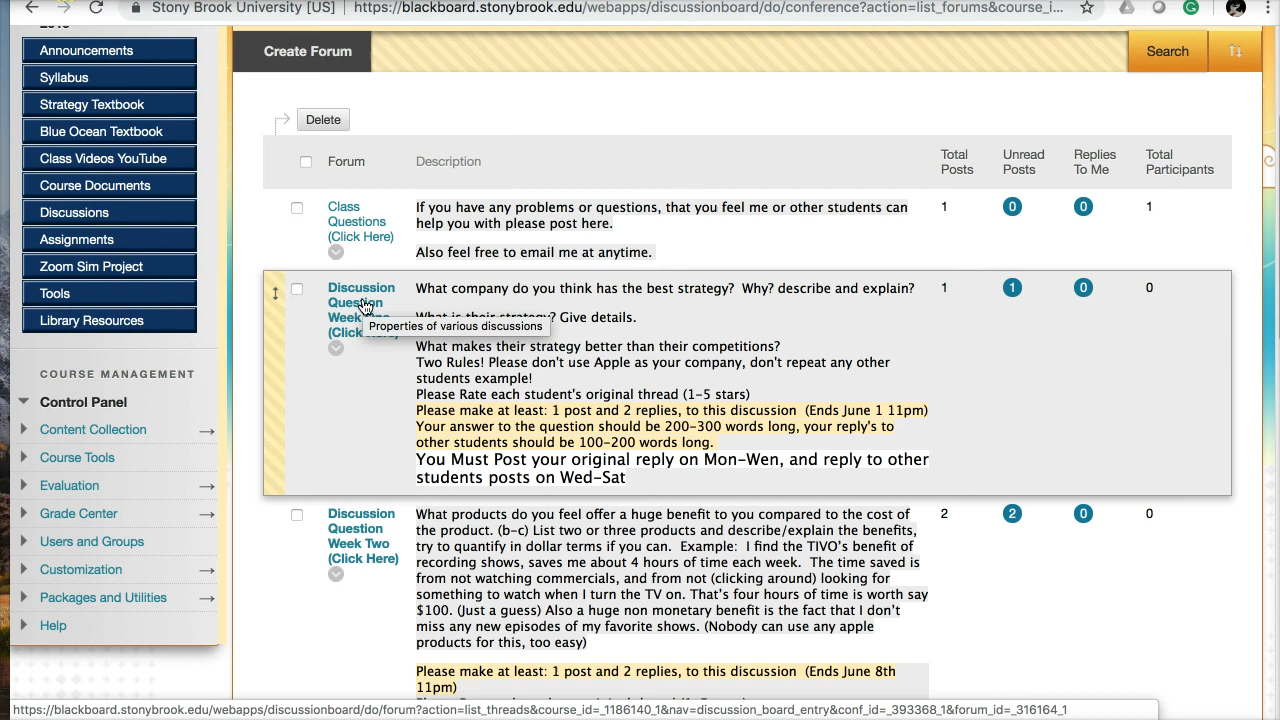 Stony Brook University [US]
https://blackboard.stonybrook.edu/webapps/discussionboard/do/conference?action=list_forums&course_i...
Announcements
Syllabus
Strategy Textbook
Blue Ocean Textbook
Class Videos YouTube
Course Documents
Discussions
Assignments
Zoom Sim Project
Tools
Library Resources
COURSE MANAGEMENT
Control Panel
Content Collection
Course Tools
Evaluation
Grade Center
Users and Groups
Customization
Packages and Utilities
Help
Create Forum
Search
Delete
Forum
Description
Total
Posts
Unread
Posts
Replies
To Me
Total
Participants
Class
Questions
(Click Here)
If you have any problems or questions, that you feel me or other students can
help you with please post here.
Also feel free to email me at anytime.
1
0
0
1
Discussion
Question
Week
(Click
Properties of various discussions
What company do you think has the best strategy?  Why? describe and explain?
strategy? Give details.
What makes their strategy better than their competitions?
Two Rules! Please don't use Apple as your company, don't repeat any other
students example!
Please Rate each student's original thread (1-5 stars)
Please make at least: 1 post and 2 replies, to this discussion  (Ends June 1 11pm)
Your answer to the question should be 200-300 words long, your reply's to
other students should be 100-200 words long.
You Must Post your original reply on Mon-Wen, and reply to other
students posts on Wed-Sat
1
1
0
0
Discussion
Question
Week Two
(Click Here)
What products do you feel offer a huge benefit to you compared to the cost of
the product. (b-c) List two or three products and describe/explain the benefits,
try to quantify in dollar terms if you can.  Example:  I find the TIVO's benefit of
recording shows, saves me about 4 hours of time each week.  The time saved is
from not watching commercials, and from not (clicking around) looking for
something to watch when I turn the TV on. That's four hours of time is worth say
$100. (Just a guess) Also a huge non monetary benefit is the fact that I don't
miss any new episodes of my favorite shows. (Nobody can use any apple
products for this, too easy)
Please make at least: 1 post and 2 replies, to this discussion  (Ends June 8th
11pm)
2
2
0
0
https://blackboard.stonybrook.edu/webapps/discussionboard/do/forum?action=list_threads&course_id=_1186140_1&nav=discussion_board_entry&conf_id=_393368_1&forum_id=_316164_1